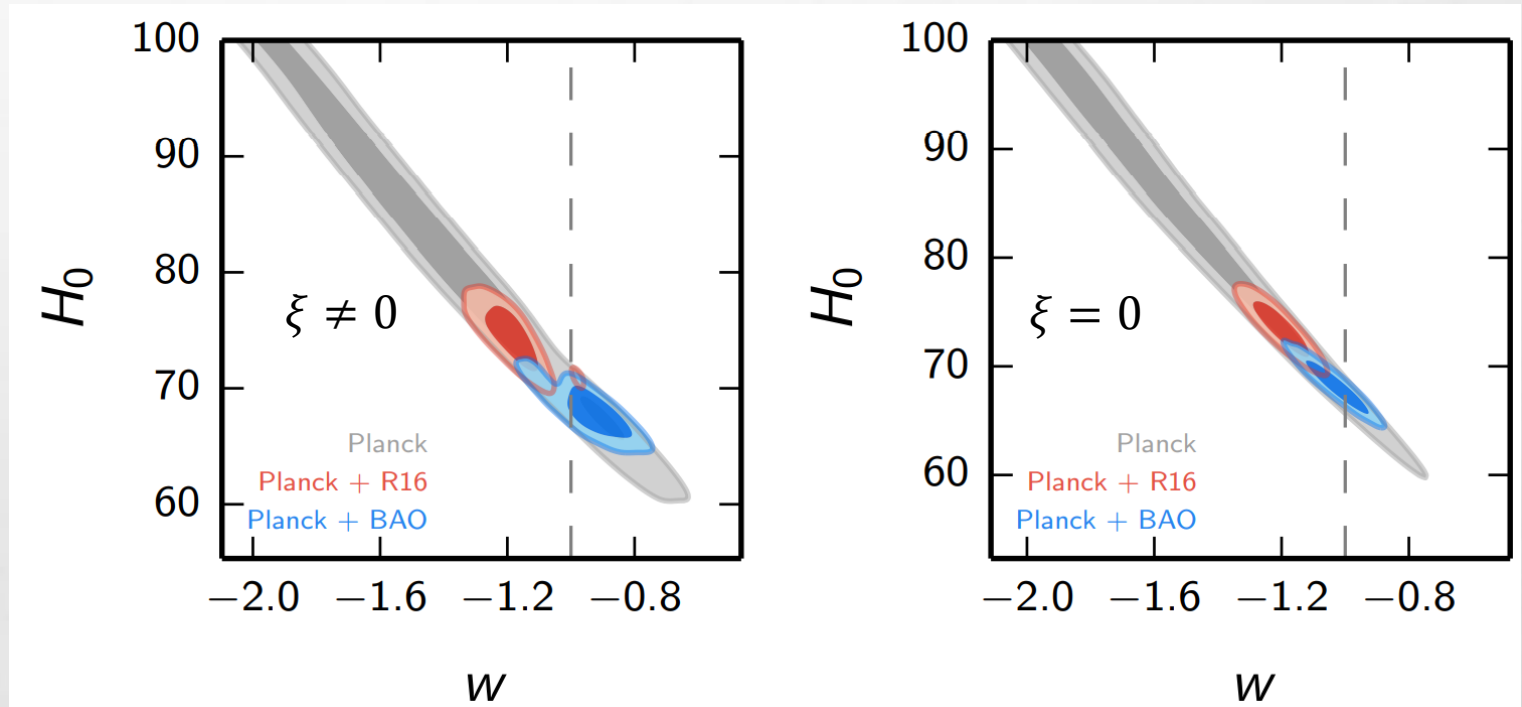 100
90
80
70
60
H₀
ξ ≠ 0
Planck
Planck + R16
Planck + BAO
−2.0 −1.6 −1.2 −0.8
w
100
90
80
70
60
H₀
ξ = 0
Planck
Planck + R16
Planck + BAO
−2.0 −1.6 −1.2 −0.8
w